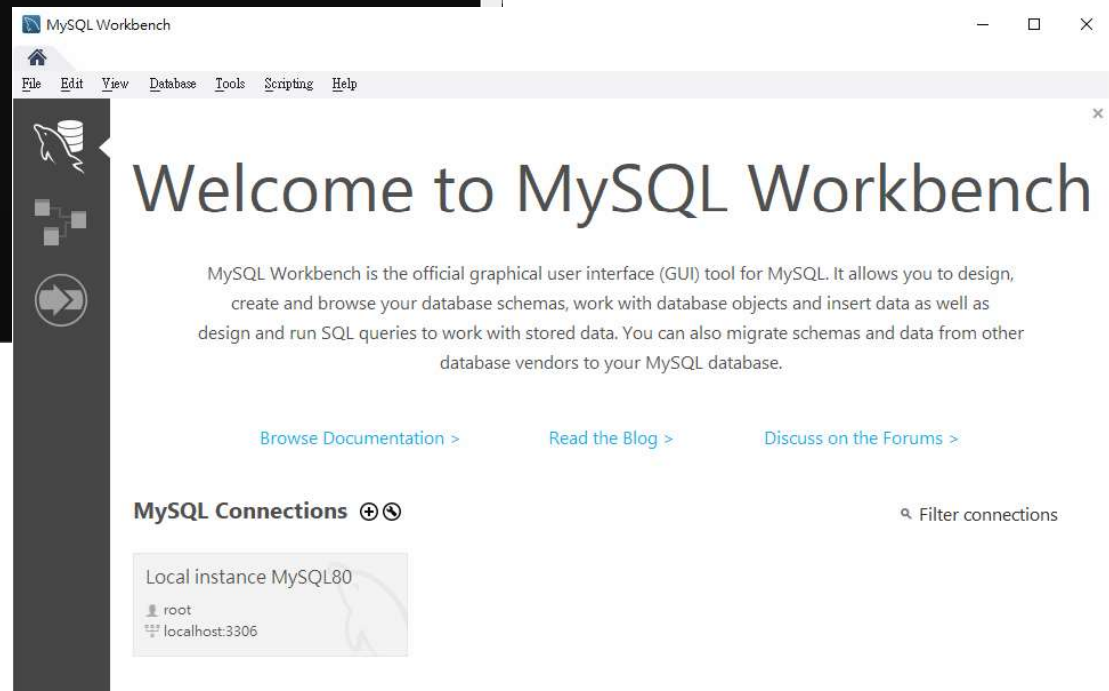 MySQL Workbench
File Edit View Database Tools Scripting Help
Welcome to MySQL Workbench
MySQL Workbench is the official graphical user interface (GUI) tool for MySQL. It allows you to design,
create and browse your database schemas, work with database objects and insert data as well as
design and run SQL queries to work with stored data. You can also migrate schemas and data from other
database vendors to your MySQL database.
Browse Documentation > Read the Blog > Discuss on the Forums >
MySQL Connections Filter connections
Local instance MySQL80
root
localhost:3306